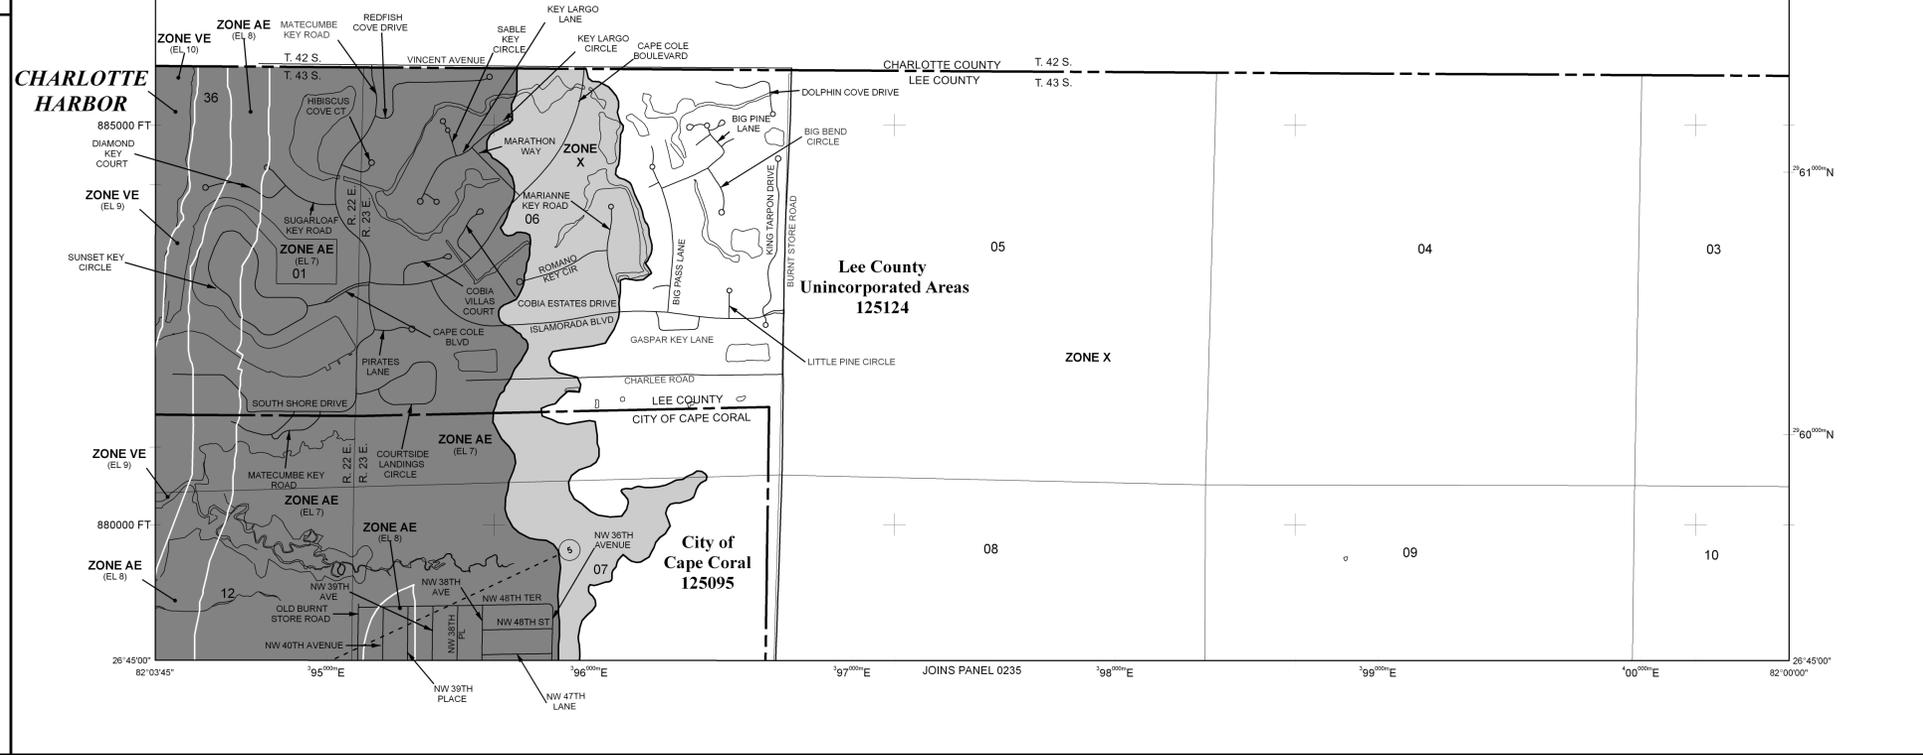 KEY LARGO
LANE
REDFISH
COVE DRIVE
MATECUMBE
KEY ROAD
ZONE AE
(EL 8)
ZONE VE
(EL 10)
SABLE
KEY
CIRCLE
KEY LARGO
CIRCLE
CAPE COLE
BOULEVARD
VINCENT AVENUE
T. 42 S.
T. 43 S.
CHARLOTTE COUNTY
LEE COUNTY
T. 42 S.
T. 43 S.
CHARLOTTE
HARBOR
36
HIBISCUS
COVE CT
DOLPHIN COVE DRIVE
885000 FT
BIG PINE
LANE
BIG BEND
CIRCLE
DIAMOND
KEY
COURT
MARATHON
WAY
ZONE
X
2961000mN
ZONE VE
(EL 9)
R. 22 E.
R. 23 E.
MARIANNE
KEY ROAD
06
KING TARPON DRIVE
BURNT STORE ROAD
SUGARLOAF
KEY ROAD
ZONE AE
(EL 7)
01
SUNSET KEY
CIRCLE
05
04
03
BIG PASS LANE
ROMANO
KEY CIR
Lee County
Unincorporated Areas
125124
COBIA
VILLAS
COURT
COBIA ESTATES DRIVE
ISLAMORADA BLVD
CAPE COLE
BLVD
GASPAR KEY LANE
ZONE X
PIRATES
LANE
LITTLE PINE CIRCLE
CHARLEE ROAD
SOUTH SHORE DRIVE
LEE COUNTY
CITY OF CAPE CORAL
ZONE AE
(EL 7)
R. 22 E.
R. 23 E.
COURTSIDE
LANDINGS
CIRCLE
2960000mN
ZONE VE
(EL 9)
MATECUMBE KEY
ROAD
ZONE AE
(EL 7)
880000 FT
ZONE AE
(EL 8)
NW 36TH
AVENUE
5
City of
Cape Coral
125095
08
09
10
ZONE AE
(EL 8)
07
12
NW 39TH
AVE
NW 38TH
AVE
NW 48TH TER
OLD BURNT
STORE ROAD
NW 48TH ST
NW 38TH
PL
NW 40TH AVENUE
26°45'00"
26°45'00"
82°03'45"
395000mE
396000mE
397000mE
JOINS PANEL 0235
398000mE
399000mE
400000mE
82°00'00"
NW 39TH
PLACE
NW 47TH
LANE